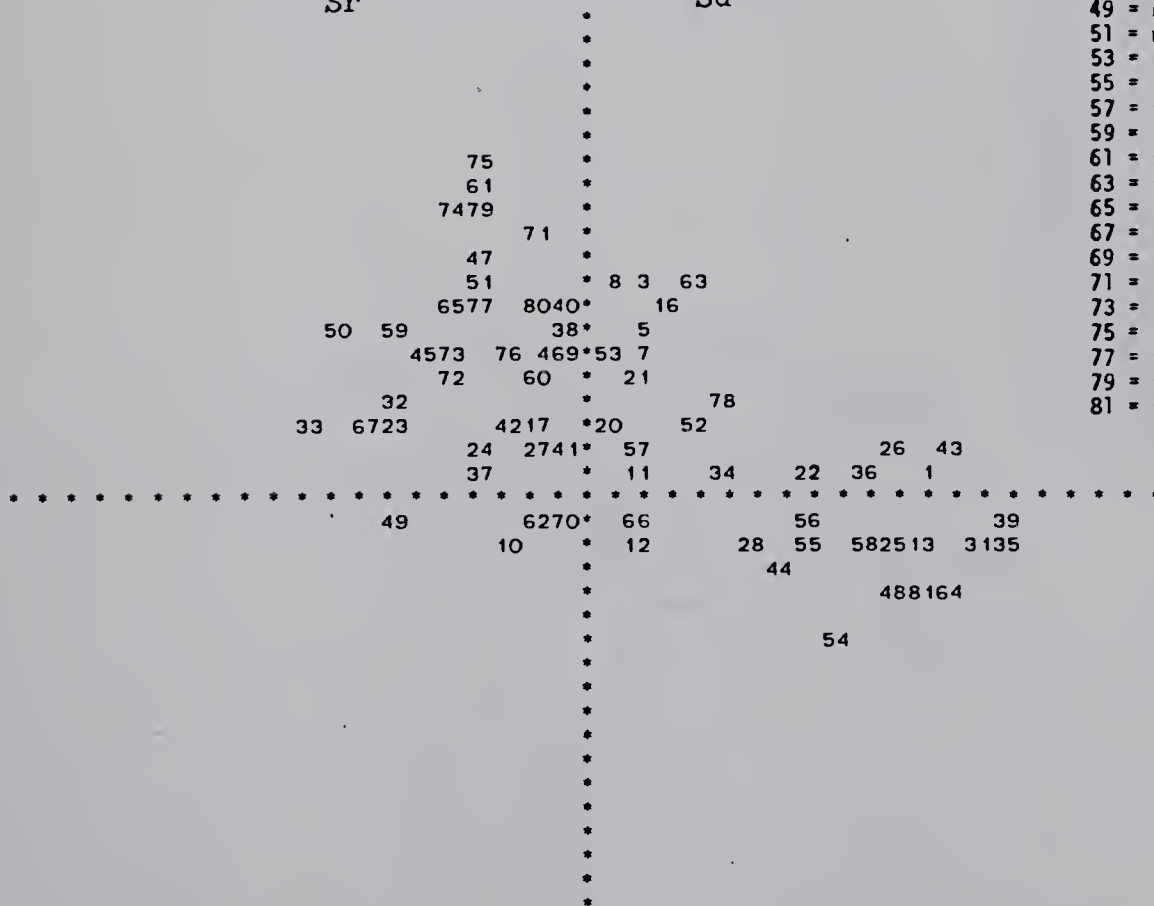 Sr Sd
49 =
51 =
53 =
55 =
57 =
59 =
75 61 =
61 63 =
7479 65 =
71 67 =
47 69 =
51 8 3 63 71 =
6577 8040 16 73 =
50 59 38 5 75 =
4573 76 469 53 7 77 =
72 60 21 79 =
32 78 81 =
33 6723 4217 20 52
24 2741 57 26 43
37 11 34 22 36 1
49 6270 66 56 39
10 12 28 55 582513 3135
44
488164
54